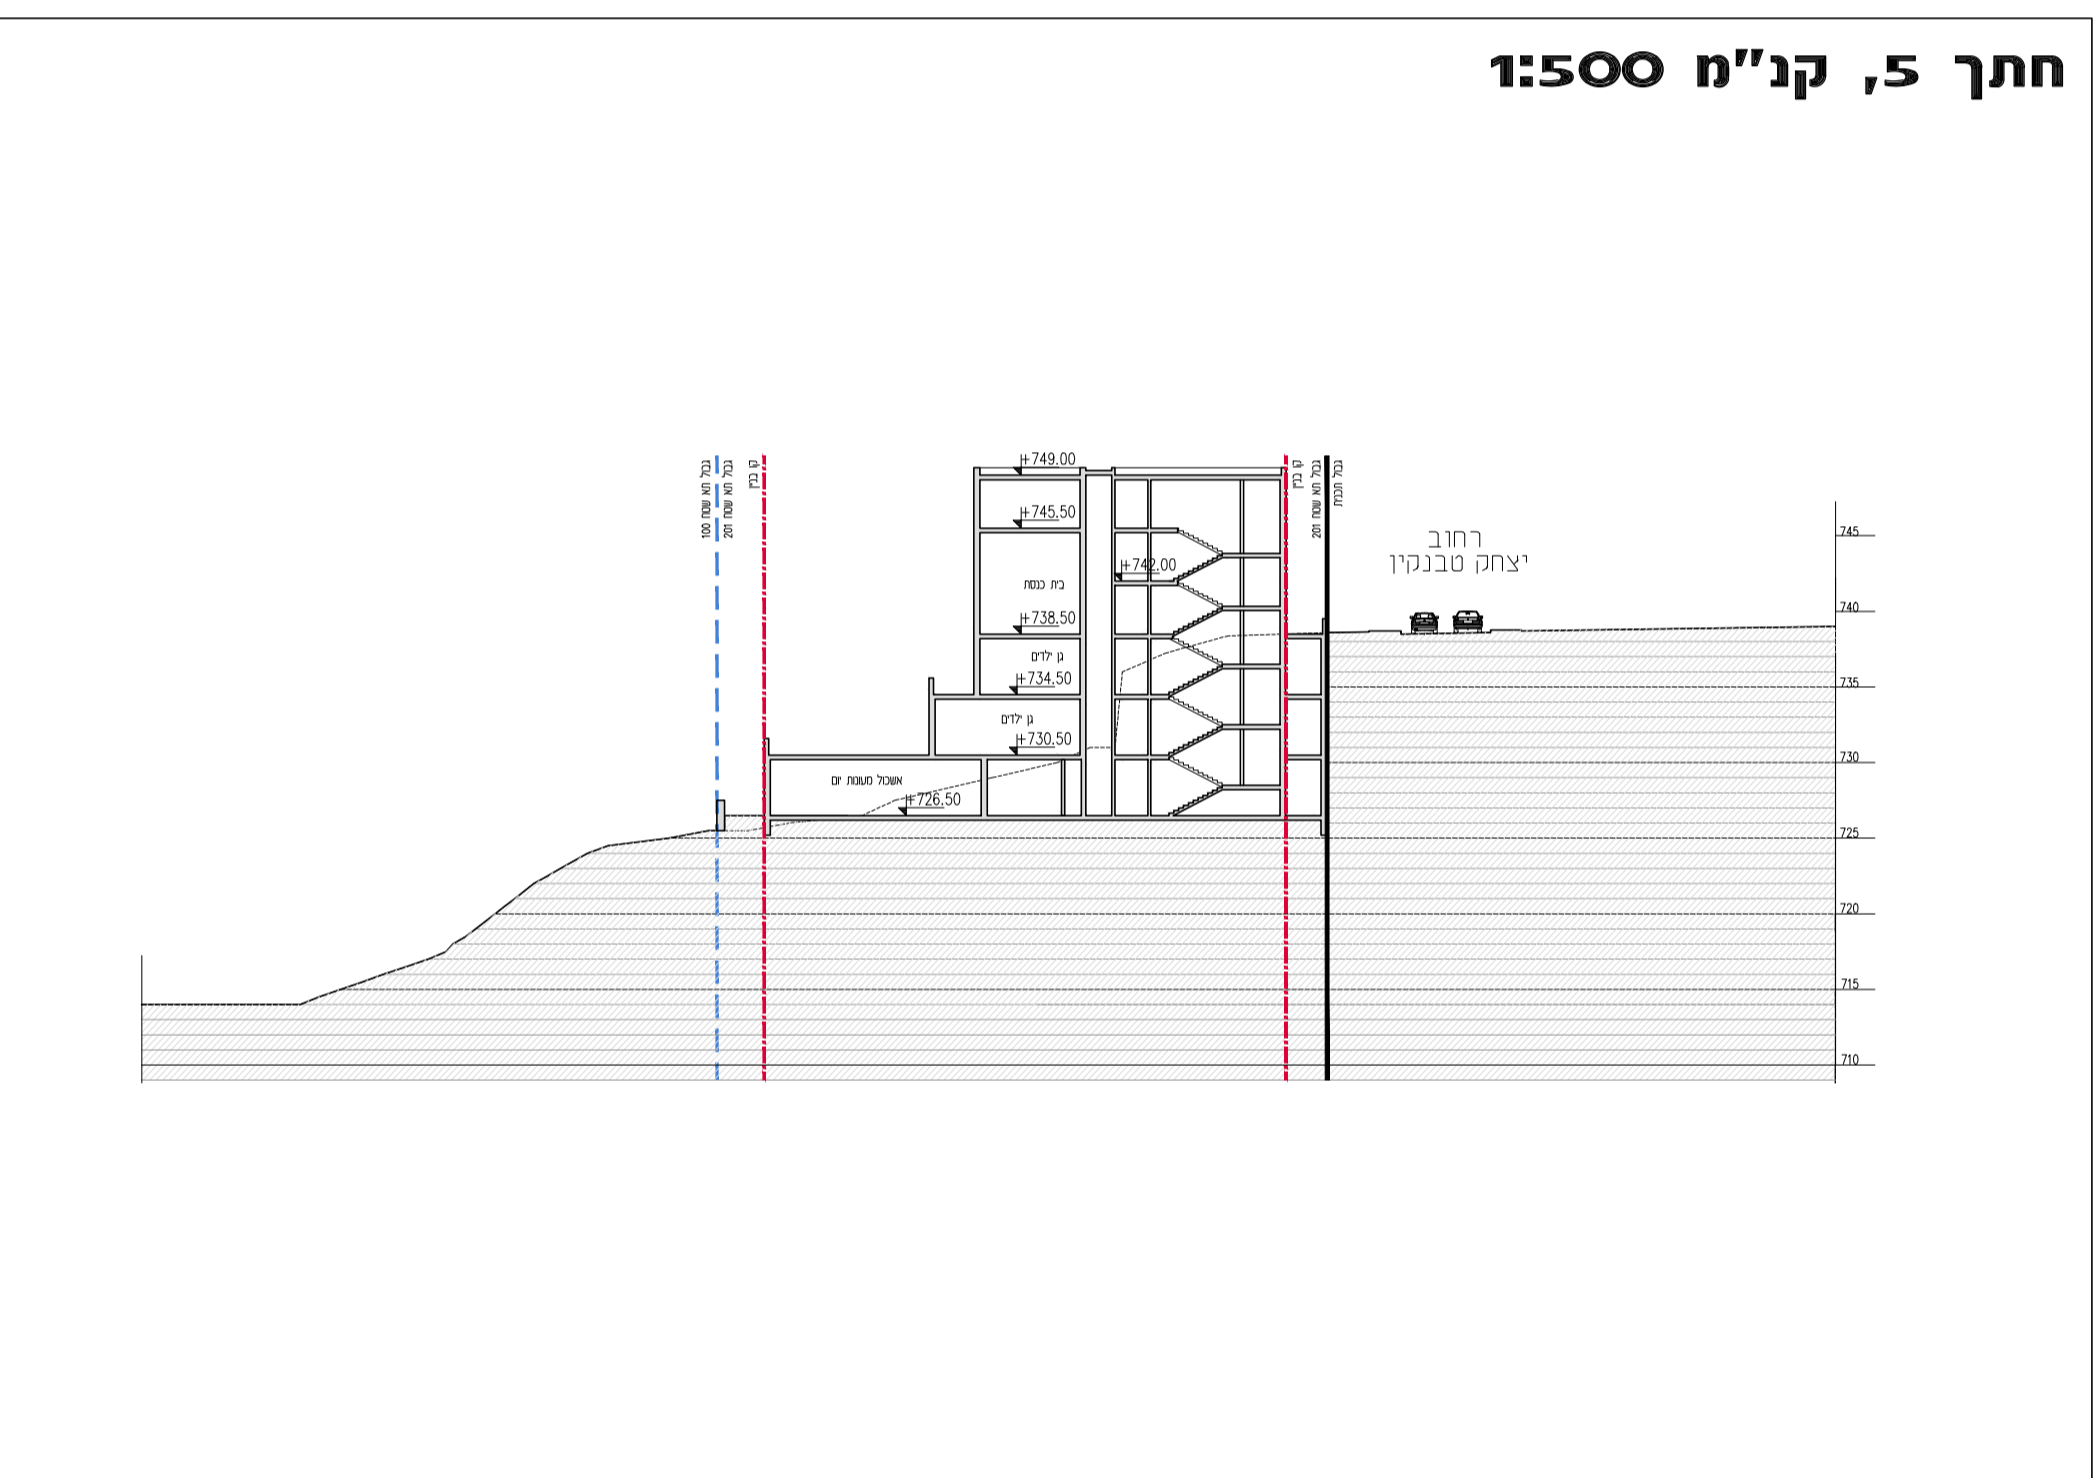 חתך 5, קנ"מ 1:500
גבול תא שטח 100
גבול תא שטח 201
קו בנין
קו בנין
גבול תא שטח 201
גבול תכנית
+749.00
+745.50
+742.00
בית כנסת
+738.50
גן ילדים
+734.50
גן ילדים
+730.50
אשכול מעונות יום
+726.50
רחוב
יצחק טבנקין
745
740
735
730
725
720
715
710